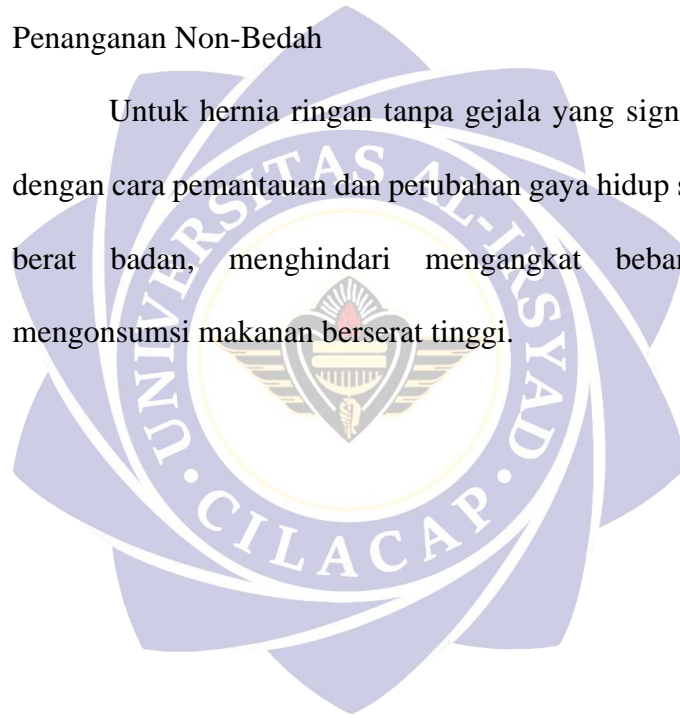 Penanganan Non-Bedah
Untuk hernia ringan tanpa gejala yang sign
dengan cara pemantauan dan perubahan gaya hidup s
berat badan, menghindari mengangkat beba
mengonsumsi makanan berserat tinggi.
UNIVERSITAS AL-IRSYAD
CILACAP